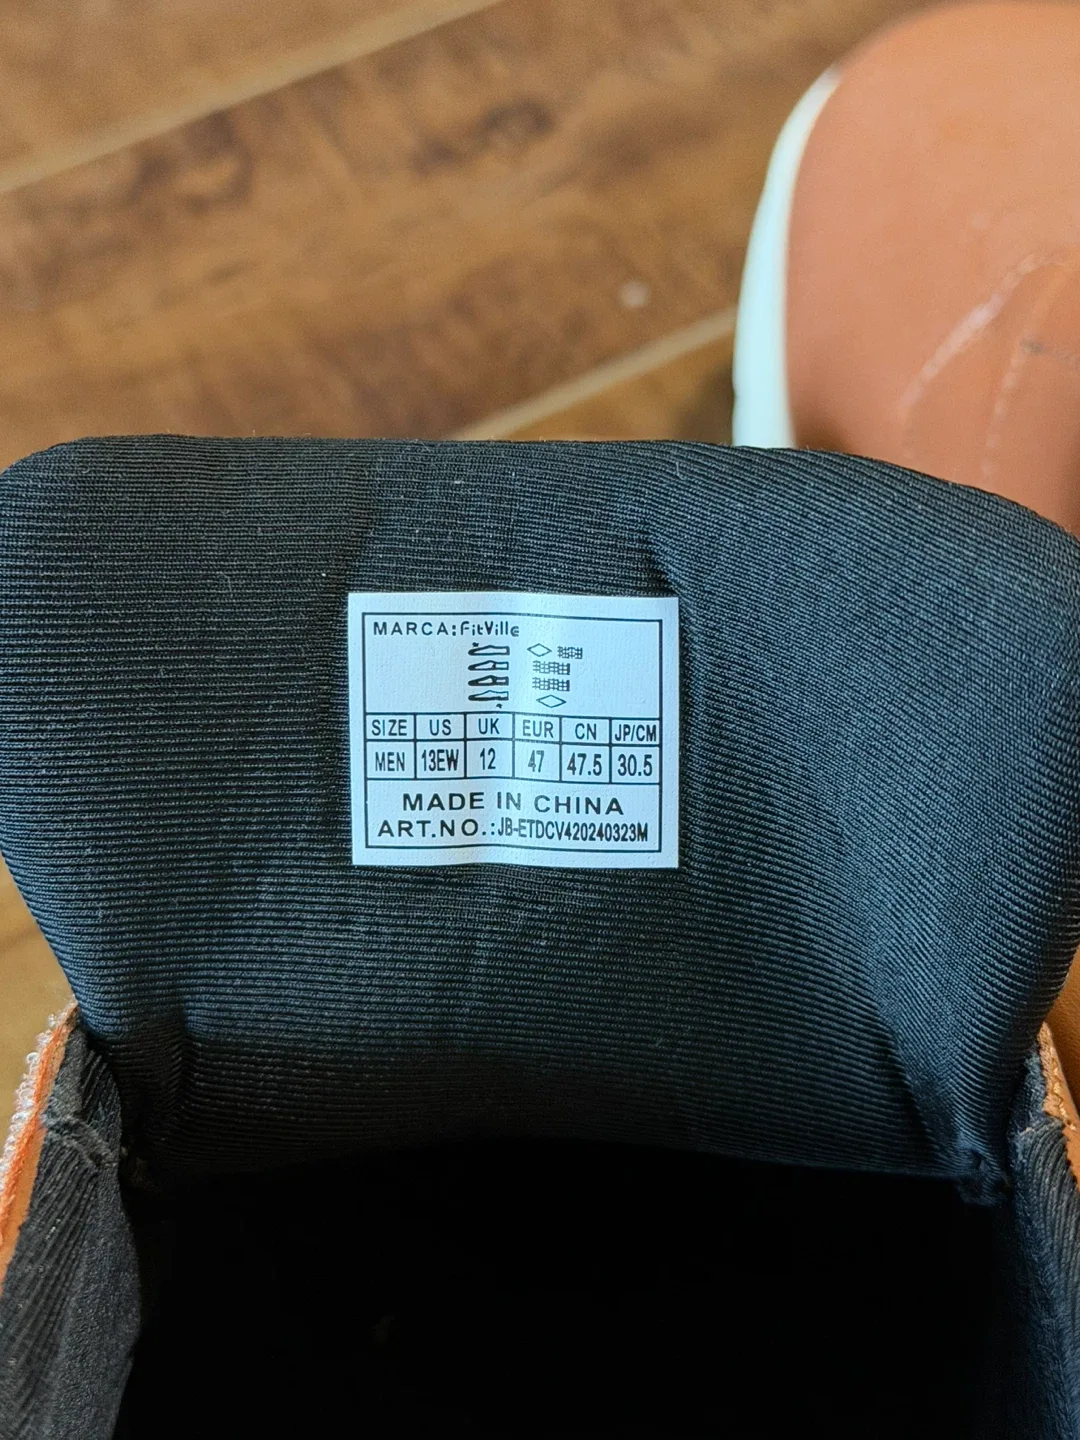 MARCA: FitVille
SIZE US UK EUR CN JP/CM
MEN 13EW 12 47 47.5 30.5
MADE IN CHINA
ART.NO.:JB-ETDCV420240323M